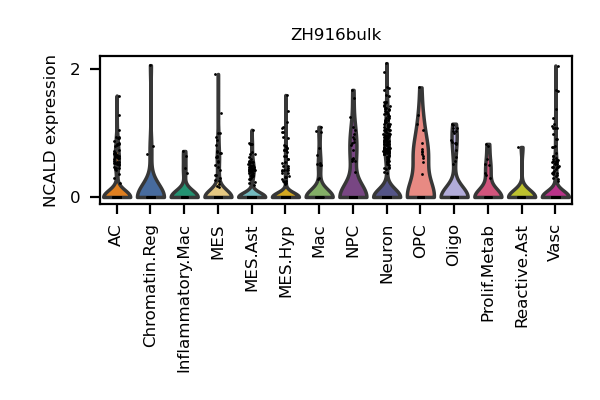 ZH916bulk
NCALD expression
2
0
AC
Chromatin.Reg
Inflammatory.Mac
MES
MES.Ast
MES.Hyp
Mac
NPC
Neuron
OPC
Oligo
Prolif.Metab
Reactive.Ast
Vasc